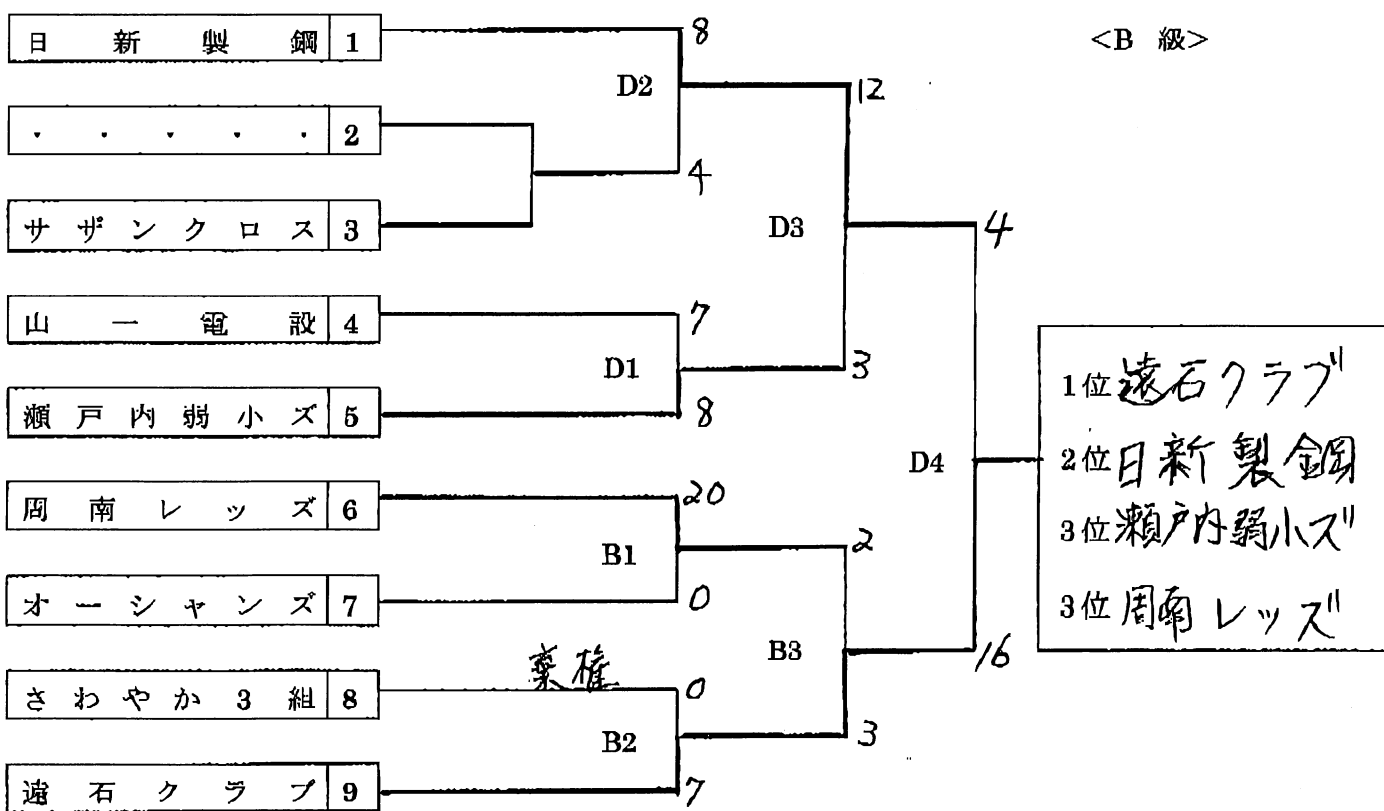 <B 級>
日新製鋼 1
・・・・・ 2
サザンクロス 3
山一電設 4
瀬戸内弱小ズ 5
周南レッズ 6
オーシャンズ 7
さわやか3組 8
遠石クラブ 9
棄権
D2
D1
B1
B2
8
4
7
8
20
0
0
7
D3
B3
12
3
2
3
D4
4
16
1位 遠石クラブ
2位 日新製鋼
3位 瀬戸内弱小ズ
3位 周南レッズ